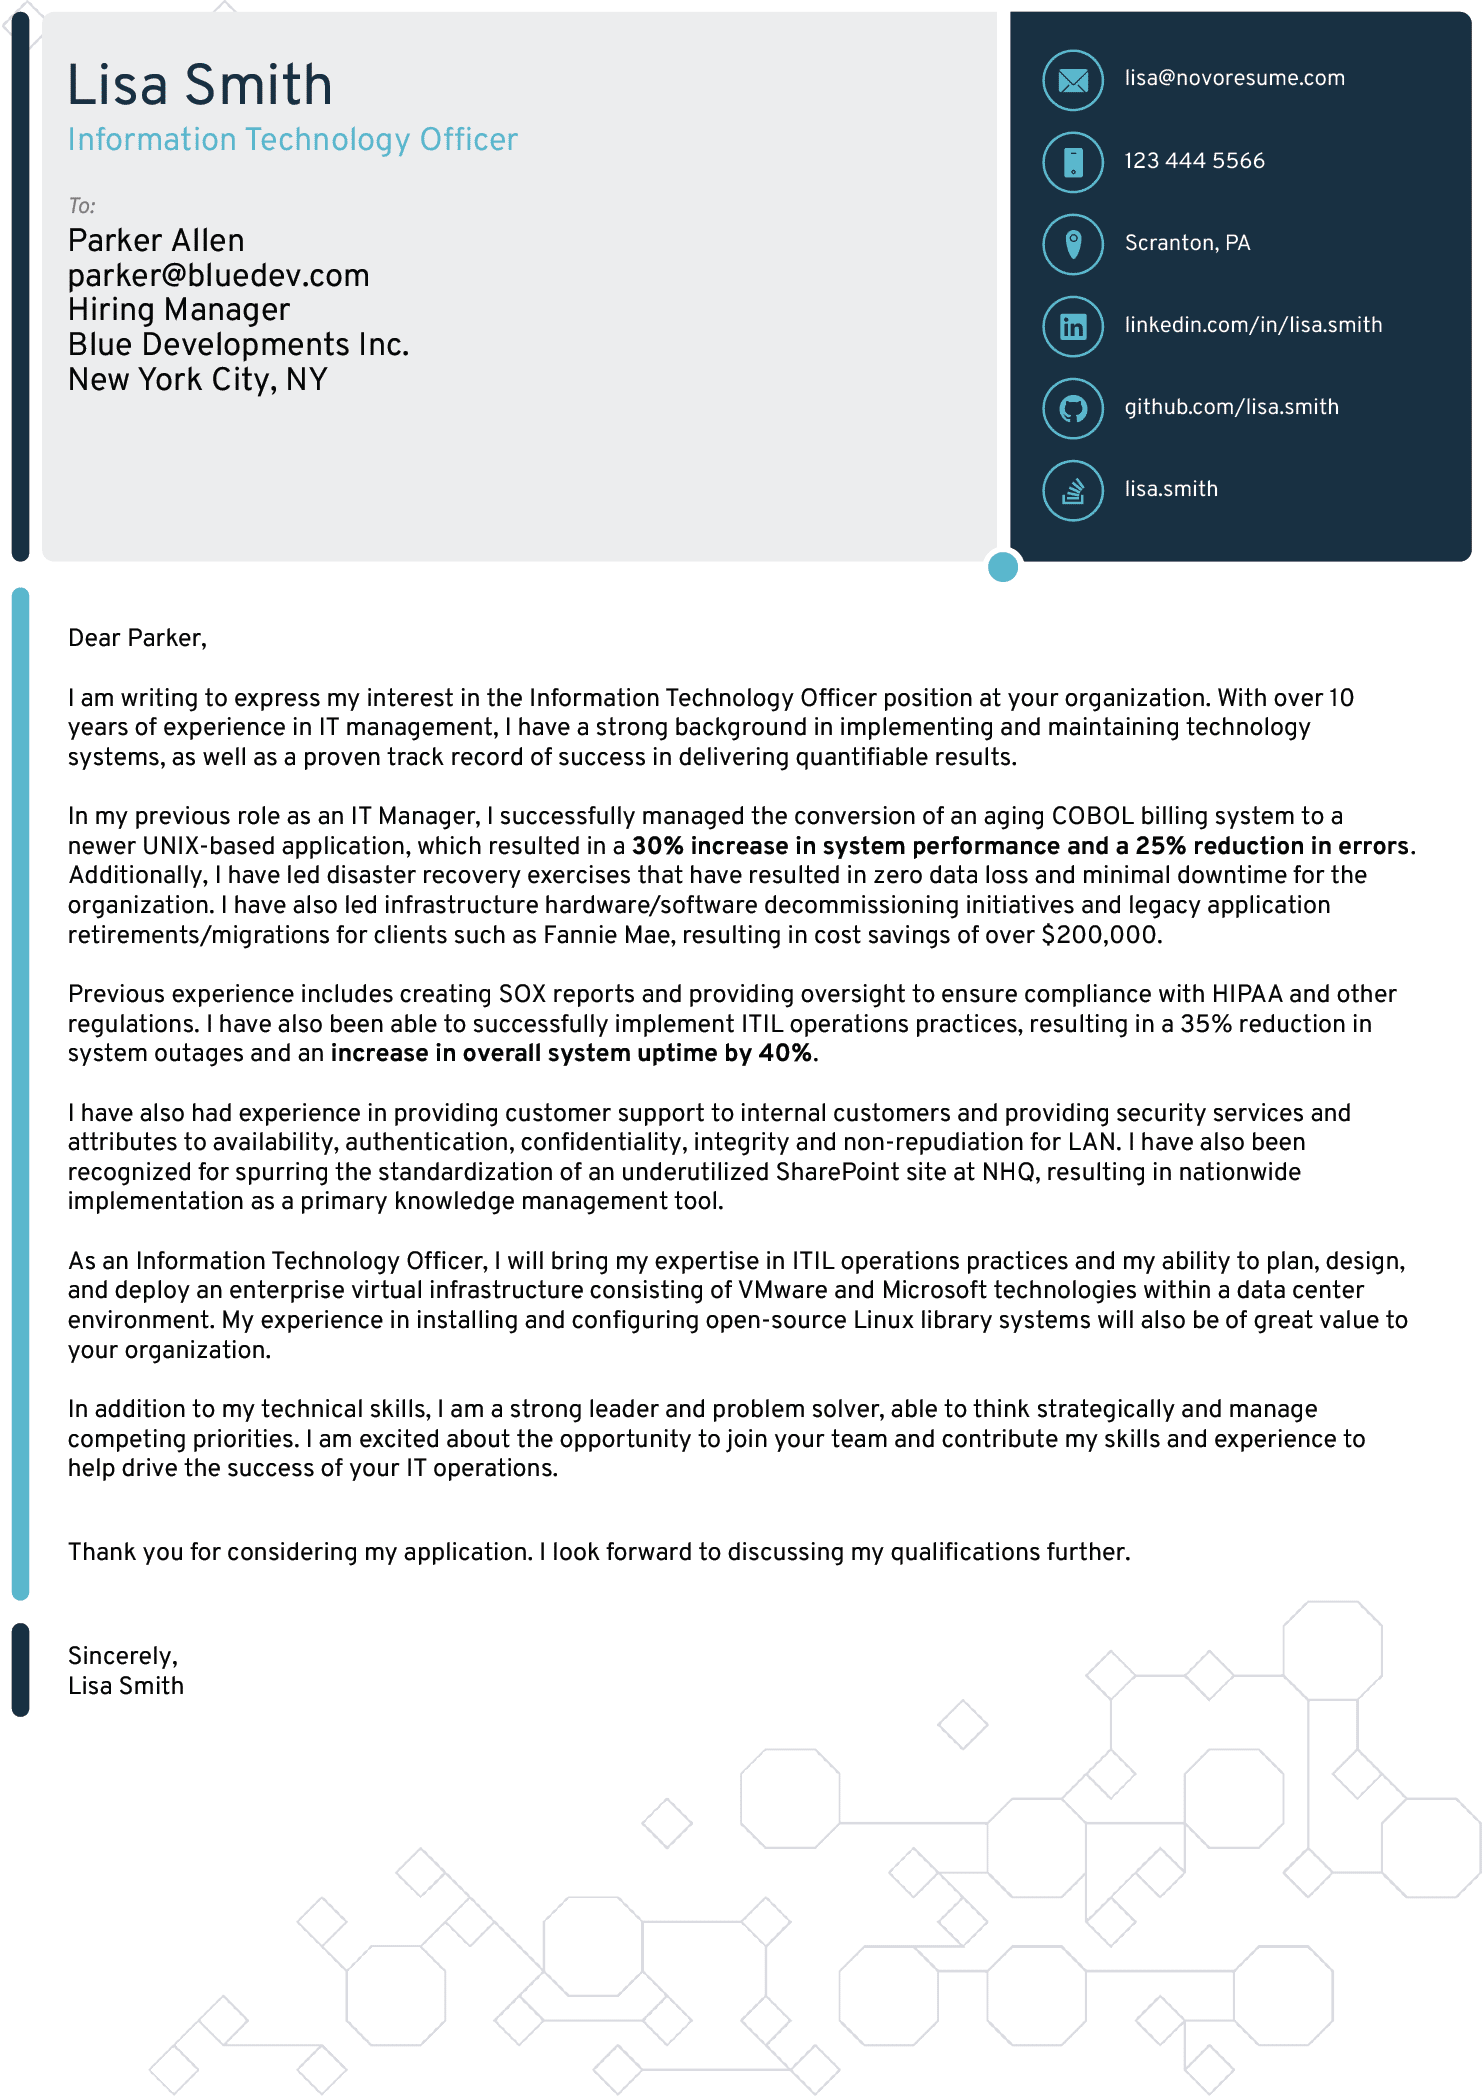 Lisa Smith
Information Technology Officer
To:
Parker Allen
parker@bluedev.com
Hiring Manager
Blue Developments Inc.
New York City, NY
lisa@novoresume.com
123 444 5566
Scranton, PA
linkedin.com/in/lisa.smith
github.com/lisa.smith
lisa.smith
Dear Parker,
I am writing to express my interest in the Information Technology Officer position at your organization. With over 10
years of experience in IT management, I have a strong background in implementing and maintaining technology
systems, as well as a proven track record of success in delivering quantifiable results.
In my previous role as an IT Manager, I successfully managed the conversion of an aging COBOL billing system to a
newer UNIX-based application, which resulted in a 30% increase in system performance and a 25% reduction in errors.
Additionally, I have led disaster recovery exercises that have resulted in zero data loss and minimal downtime for the
organization. I have also led infrastructure hardware/software decommissioning initiatives and legacy application
retirements/migrations for clients such as Fannie Mae, resulting in cost savings of over $200,000.
Previous experience includes creating SOX reports and providing oversight to ensure compliance with HIPAA and other
regulations. I have also been able to successfully implement ITIL operations practices, resulting in a 35% reduction in
system outages and an increase in overall system uptime by 40%.
I have also had experience in providing customer support to internal customers and providing security services and
attributes to availability, authentication, confidentiality, integrity and non-repudiation for LAN. I have also been
recognized for spurring the standardization of an underutilized SharePoint site at NHQ, resulting in nationwide
implementation as a primary knowledge management tool.
As an Information Technology Officer, I will bring my expertise in ITIL operations practices and my ability to plan, design,
and deploy an enterprise virtual infrastructure consisting of VMware and Microsoft technologies within a data center
environment. My experience in installing and configuring open-source Linux library systems will also be of great value to
your organization.
In addition to my technical skills, I am a strong leader and problem solver, able to think strategically and manage
competing priorities. I am excited about the opportunity to join your team and contribute my skills and experience to
help drive the success of your IT operations.
Thank you for considering my application. I look forward to discussing my qualifications further.
Sincerely,
Lisa Smith